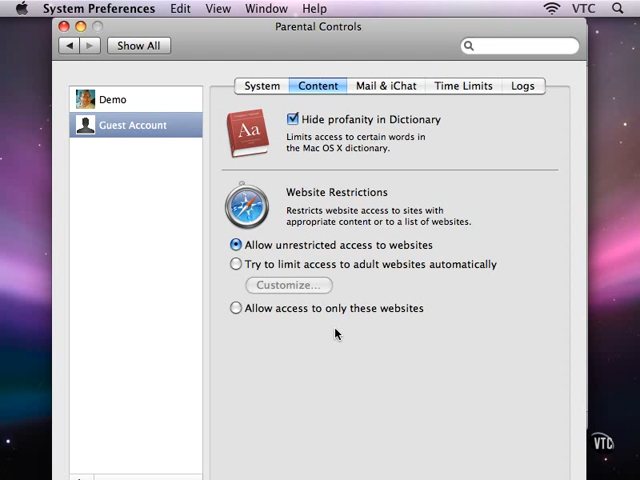 System Preferences Edit View Window Help VTC
Parental Controls
Show All
Demo
Guest Account
System Content Mail & iChat Time Limits Logs
Aa
Hide profanity in Dictionary
Limits access to certain words in
the Mac OS X dictionary.
Website Restrictions
Restricts website access to sites with
appropriate content or to a list of websites.
Allow unrestricted access to websites
Try to limit access to adult websites automatically
Customize...
Allow access to only these websites
VTC